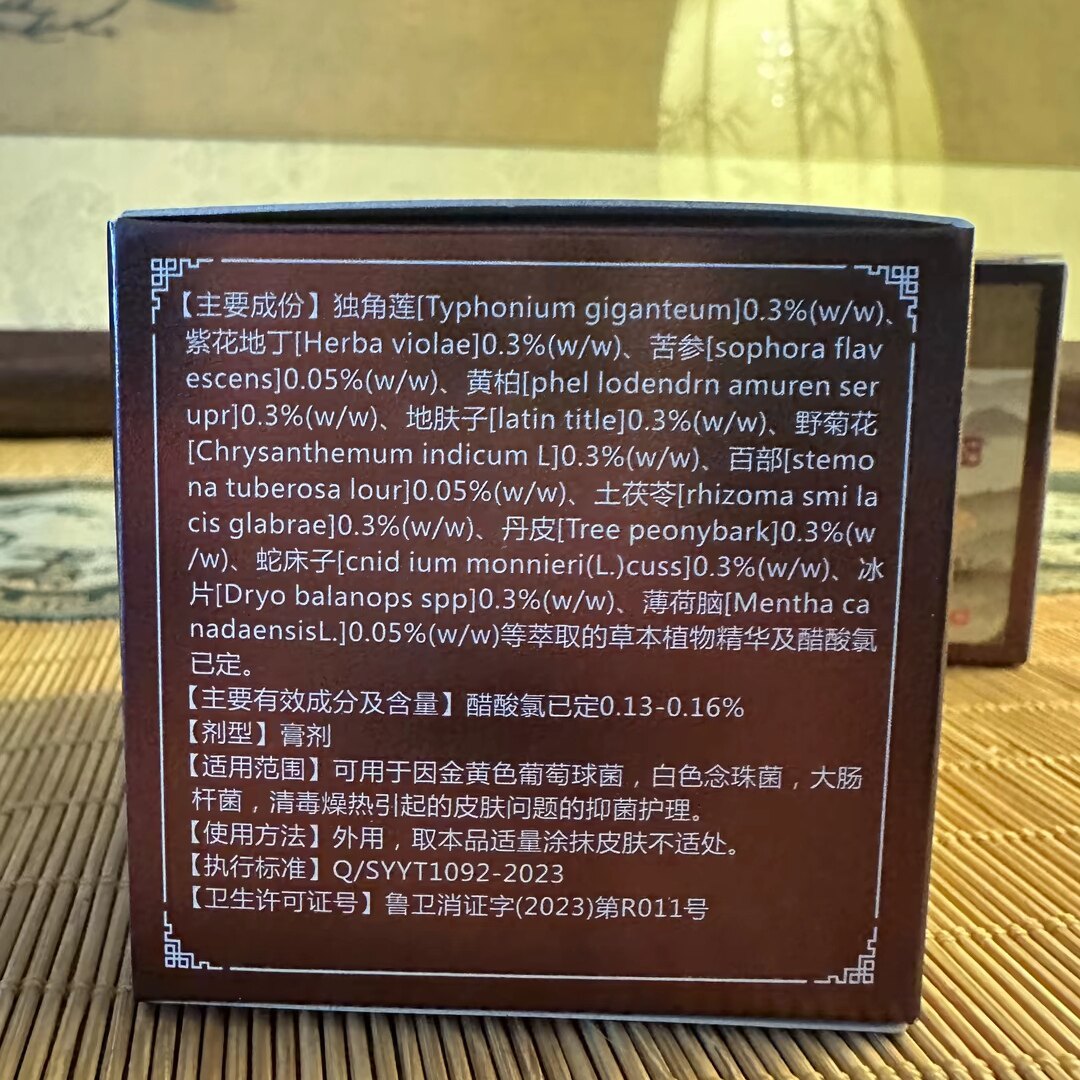 【主要成份】独角莲[Typhonium giganteum]0.3%(w/w)、
紫花地丁[Herba violae]0.3%(w/w)、苦参[sophora flav
escens]0.05%(w/w)、黄柏[phel lodendrn amuren ser
upr]0.3%(w/w)、地肤子[latin title]0.3%(w/w)、野菊花
[Chrysanthemum indicum L]0.3%(w/w)、百部[stemo
na tuberosa lour]0.05%(w/w)、土茯苓[rhizoma smi la
cis glabrae]0.3%(w/w)、丹皮[Tree peonybark]0.3%(w
/w)、蛇床子[cnid ium monnieri(L.)cuss]0.3%(w/w)、冰
片[Dryo balanops spp]0.3%(w/w)、薄荷脑[Mentha ca
nadaensisL.]0.05%(w/w)等萃取的草本植物精华及醋酸氯
已定。
【主要有效成分及含量】醋酸氯已定0.13-0.16%
【剂型】膏剂
【适用范围】可用于因金黄色葡萄球菌，白色念珠菌，大肠
杆菌，清毒燥热引起的皮肤问题的抑菌护理。
【使用方法】外用，取本品适量涂抹皮肤不适处。
【执行标准】Q/SYYT1092-2023
【卫生许可证号】鲁卫消证字(2023)第R011号